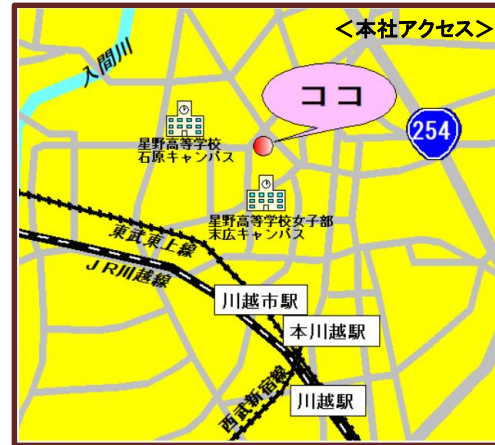 ＜本社アクセス＞
入間川
ココ
254
星野高等学校
石原キャンパス
星野高等学校女子部
末広キャンパス
東武東上線
ＪＲ川越線
川越市駅
本川越駅
西武新宿線
川越駅